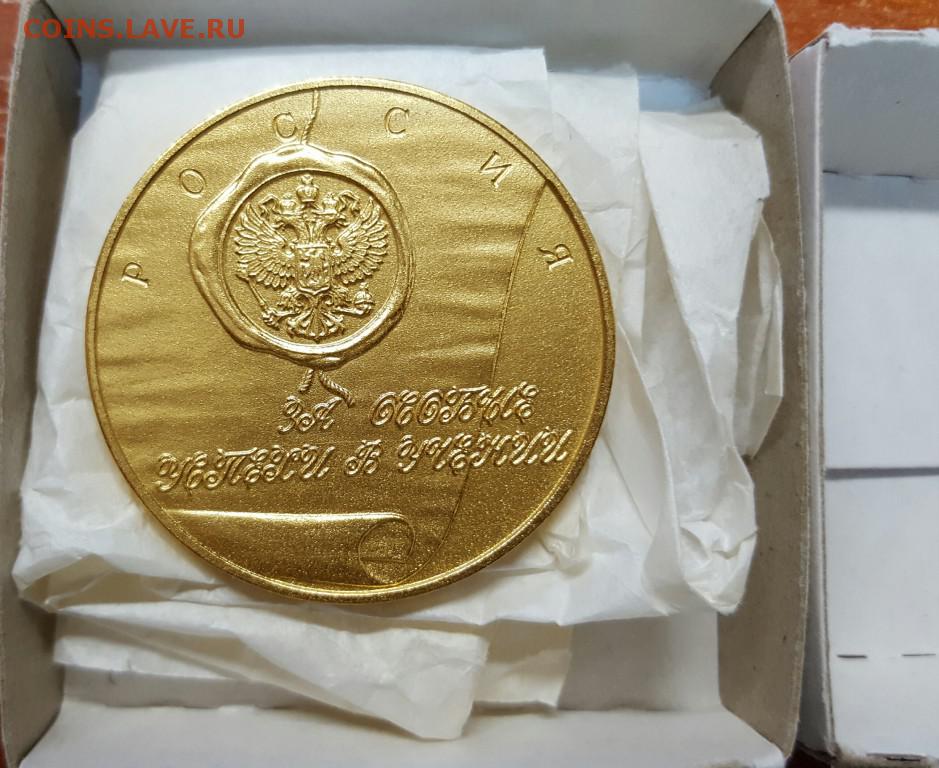 COINS.LAVE.RU
РОССИЯ
ЗА ОСОБЫЕ
УСПЕХИ В УЧЕНИИ